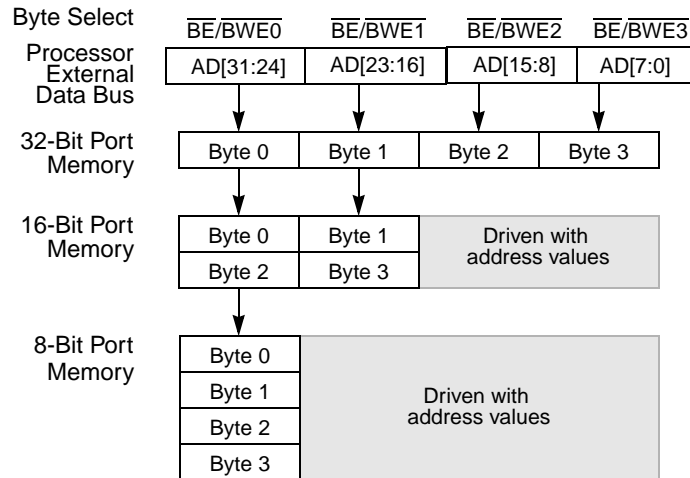 Byte Select
BE/BWE0 BE/BWE1 BE/BWE2 BE/BWE3
Processor
External
Data Bus
AD[31:24] AD[23:16] AD[15:8] AD[7:0]
32-Bit Port
Memory
Byte 0 Byte 1 Byte 2 Byte 3
16-Bit Port
Memory
Byte 0 Byte 1
Byte 2 Byte 3
Driven with
address values
8-Bit Port
Memory
Byte 0
Byte 1
Byte 2
Byte 3
Driven with
address values